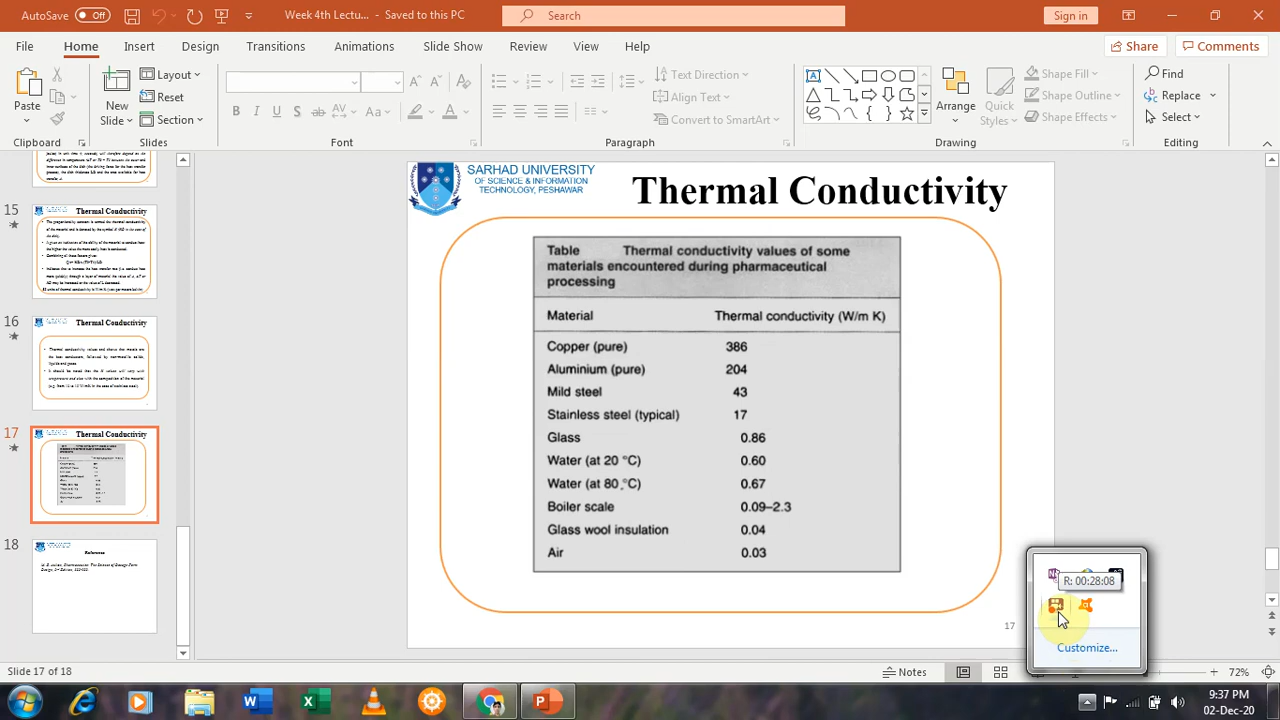 AutoSave Off
Week 4th Lectu... - Saved to this PC
Search
Sign in
File Home Insert Design Transitions Animations Slide Show Review View Help
Share Comments
Paste
New Slide
Layout
Reset
Section
B I U S ab AV Aa A
Text Direction
Align Text
Convert to SmartArt
Arrange
Quick Styles
Shape Fill
Shape Outline
Shape Effects
Find
Replace
Select
Clipboard Slides Font Paragraph Drawing Editing
15
Thermal Conductivity
16
Thermal Conductivity
17
Thermal Conductivity
18
References
SARHAD UNIVERSITY
OF SCIENCE & INFORMATION
TECHNOLOGY, PESHAWAR
Thermal Conductivity
Table Thermal conductivity values of some
materials encountered during pharmaceutical
processing
Material Thermal conductivity (W/m K)
Copper (pure) 386
Aluminium (pure) 204
Mild steel 43
Stainless steel (typical) 17
Glass 0.86
Water (at 20 °C) 0.60
Water (at 80 °C) 0.67
Boiler scale 0.09–2.3
Glass wool insulation 0.04
Air 0.03
17
R: 00:28:08
Customize...
Slide 17 of 18
Notes
72%
9:37 PM
02-Dec-20